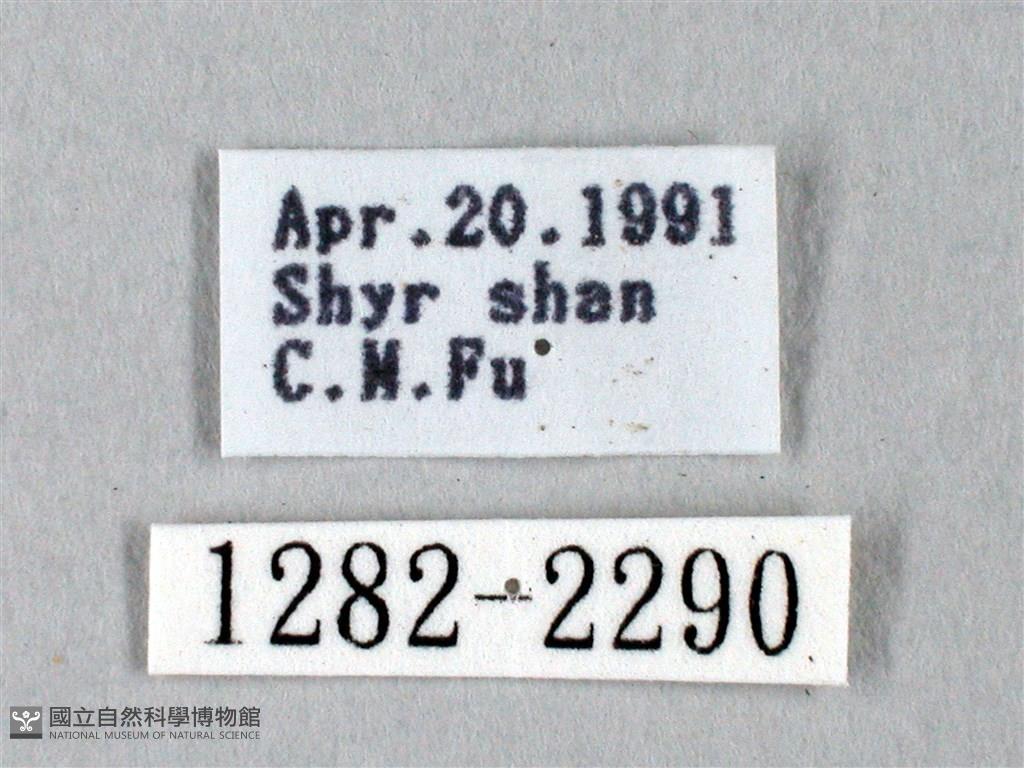 Apr.20.1991
Shyr shan
C.M.Fu
1282-2290
國立自然科學博物館
NATIONAL MUSEUM OF NATURAL SCIENCE